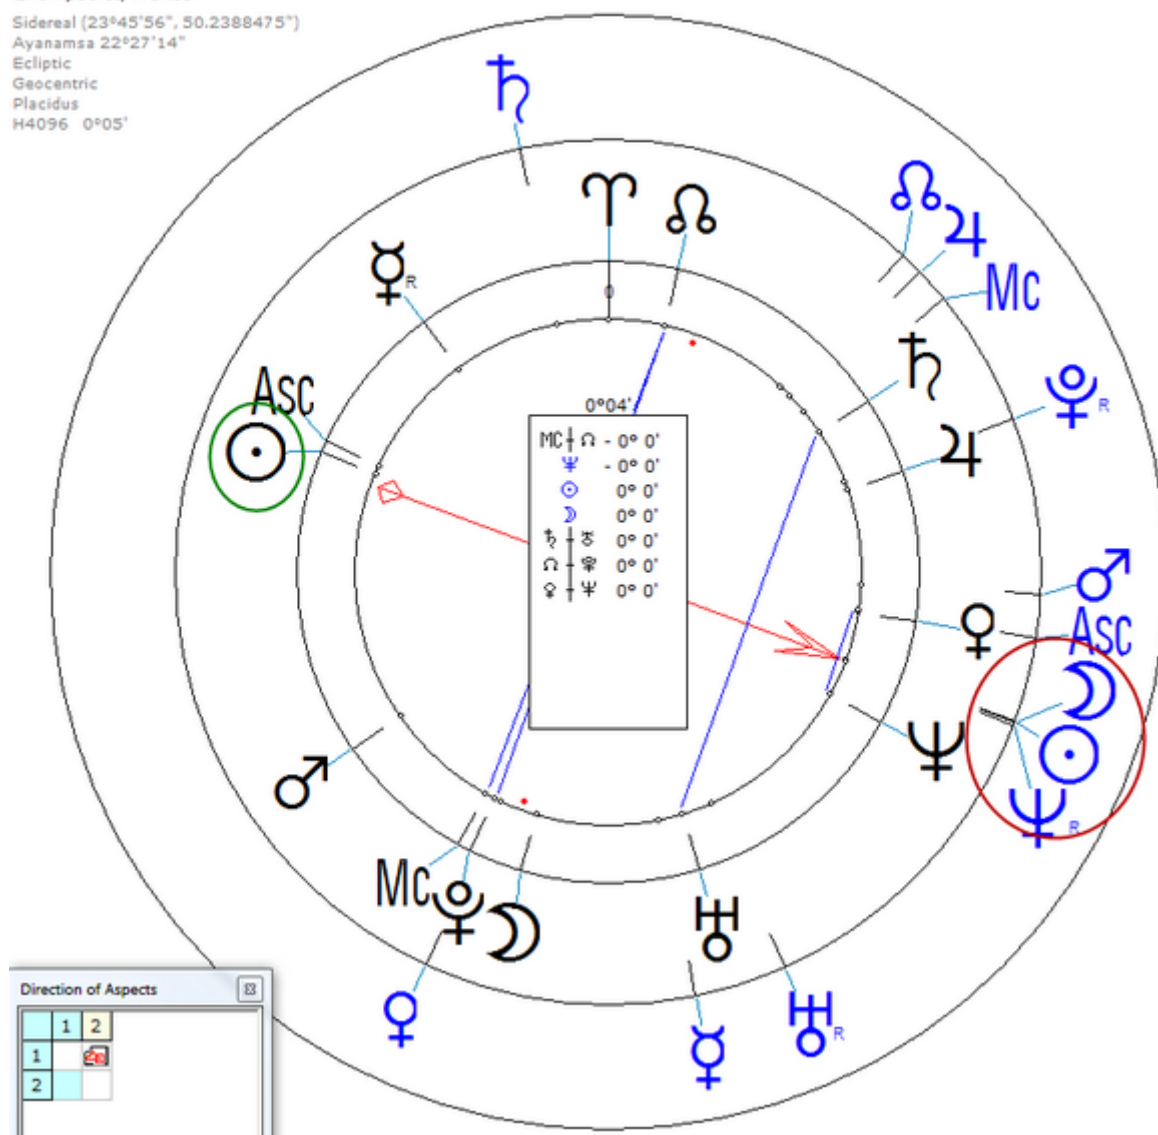 Sidereal (23°45'56", 50.2388475")
Ayanamsa 22°27'14"
Ecliptic
Geocentric
Placidus
H4096 0°05'
♄
♈ ☊
☊
♃
Mc
☿ R
0
♄
♇ R
Asc
☉
0°04'
MC ☊ - 0° 0'
♆ - 0° 0'
☉ 0° 0'
☽ 0° 0'
♄ ♅ 0° 0'
☊ ♇ 0° 0'
♀ ♆ 0° 0'
♃
♂
♀
Asc
☽
☉
♆ R
♆
♂
Mc
♇ ☽
♅
♀
☿
♅ R
Direction of Aspects
1 2
1
2